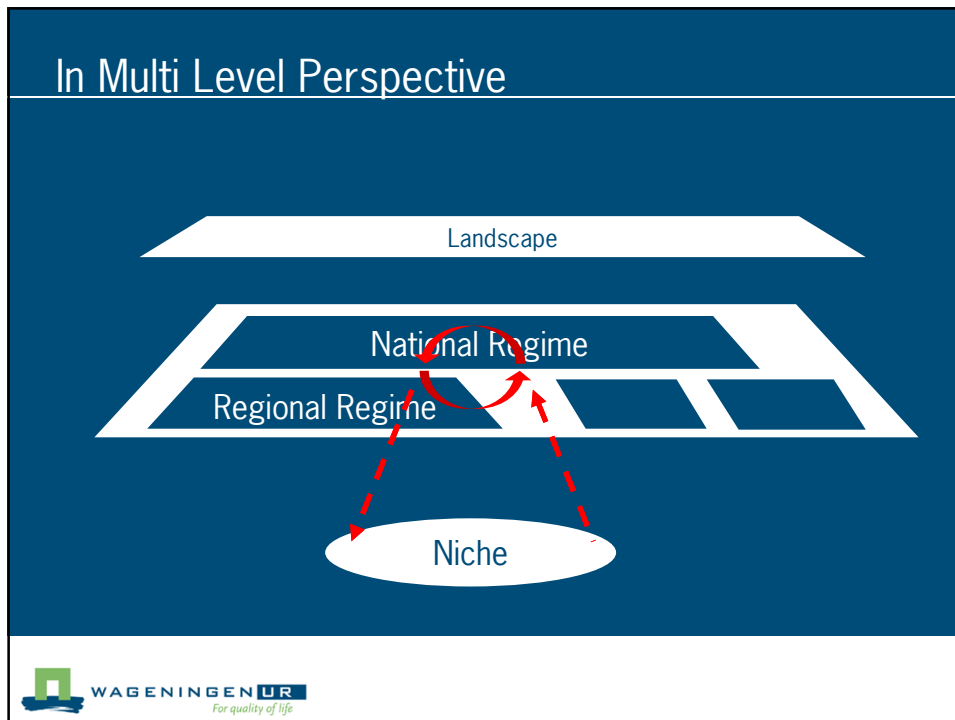 In Multi Level Perspective
Landscape
National Regime
Regional Regime
Niche
WAGENINGEN UR
For quality of life